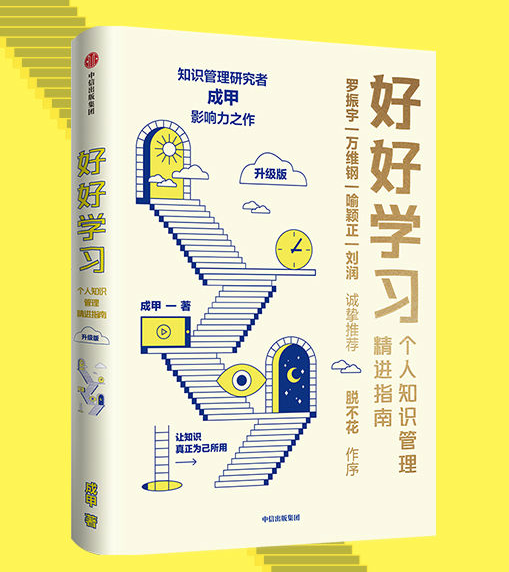 知识管理研究者
成甲
影响力之作
升级版
好好学习
个人知识管理
精进指南
罗振宇 | 万维钢 | 喻颖正 | 刘润 诚挚推荐
脱不花 作序
成甲 — 著
让知识
真正为己所用
中信出版集团
中信出版集团
好好学习
个人知识
管理
精进指南
升级版
成甲 著